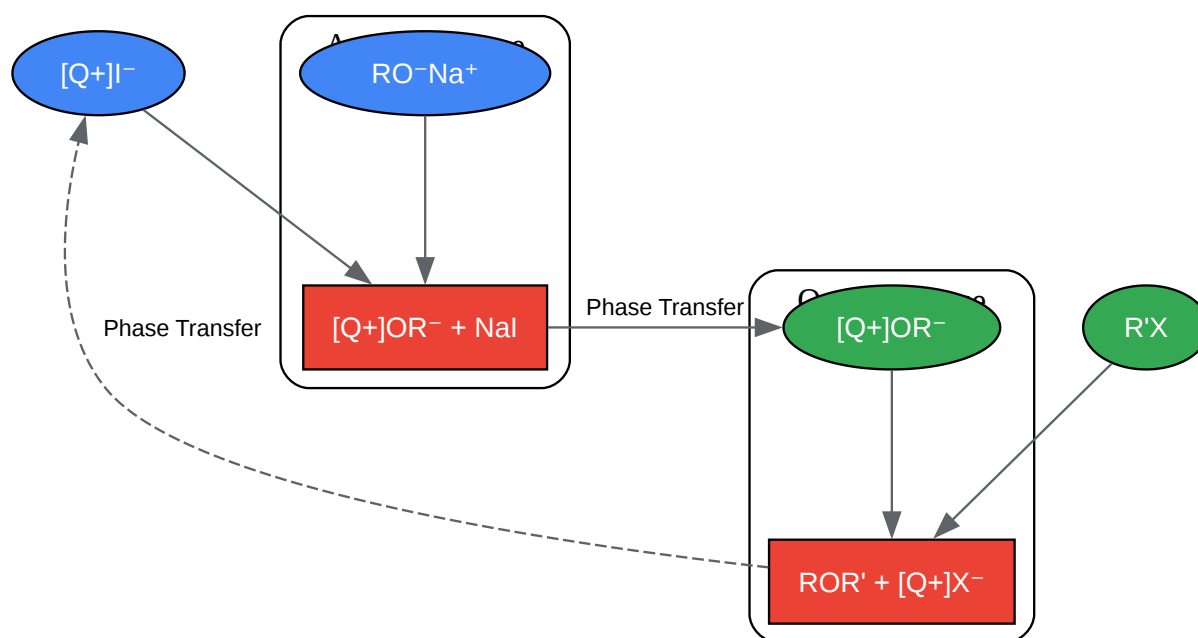 [Q+]I⁻
RO⁻Na⁺
Phase Transfer
[Q+]OR⁻ + NaI
Phase Transfer
[Q+]OR⁻
R'X
ROR' + [Q+]X⁻